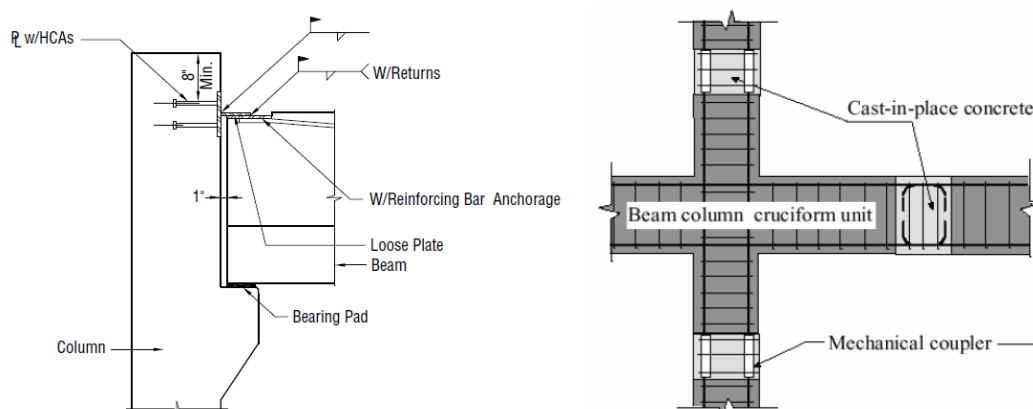 ℄ w/HCAs
8"
Min.
W/Returns
1"
W/Reinforcing Bar Anchorage
Loose Plate
Beam
Bearing Pad
Column
Cast-in-place concrete
Beam column cruciform unit
Mechanical coupler